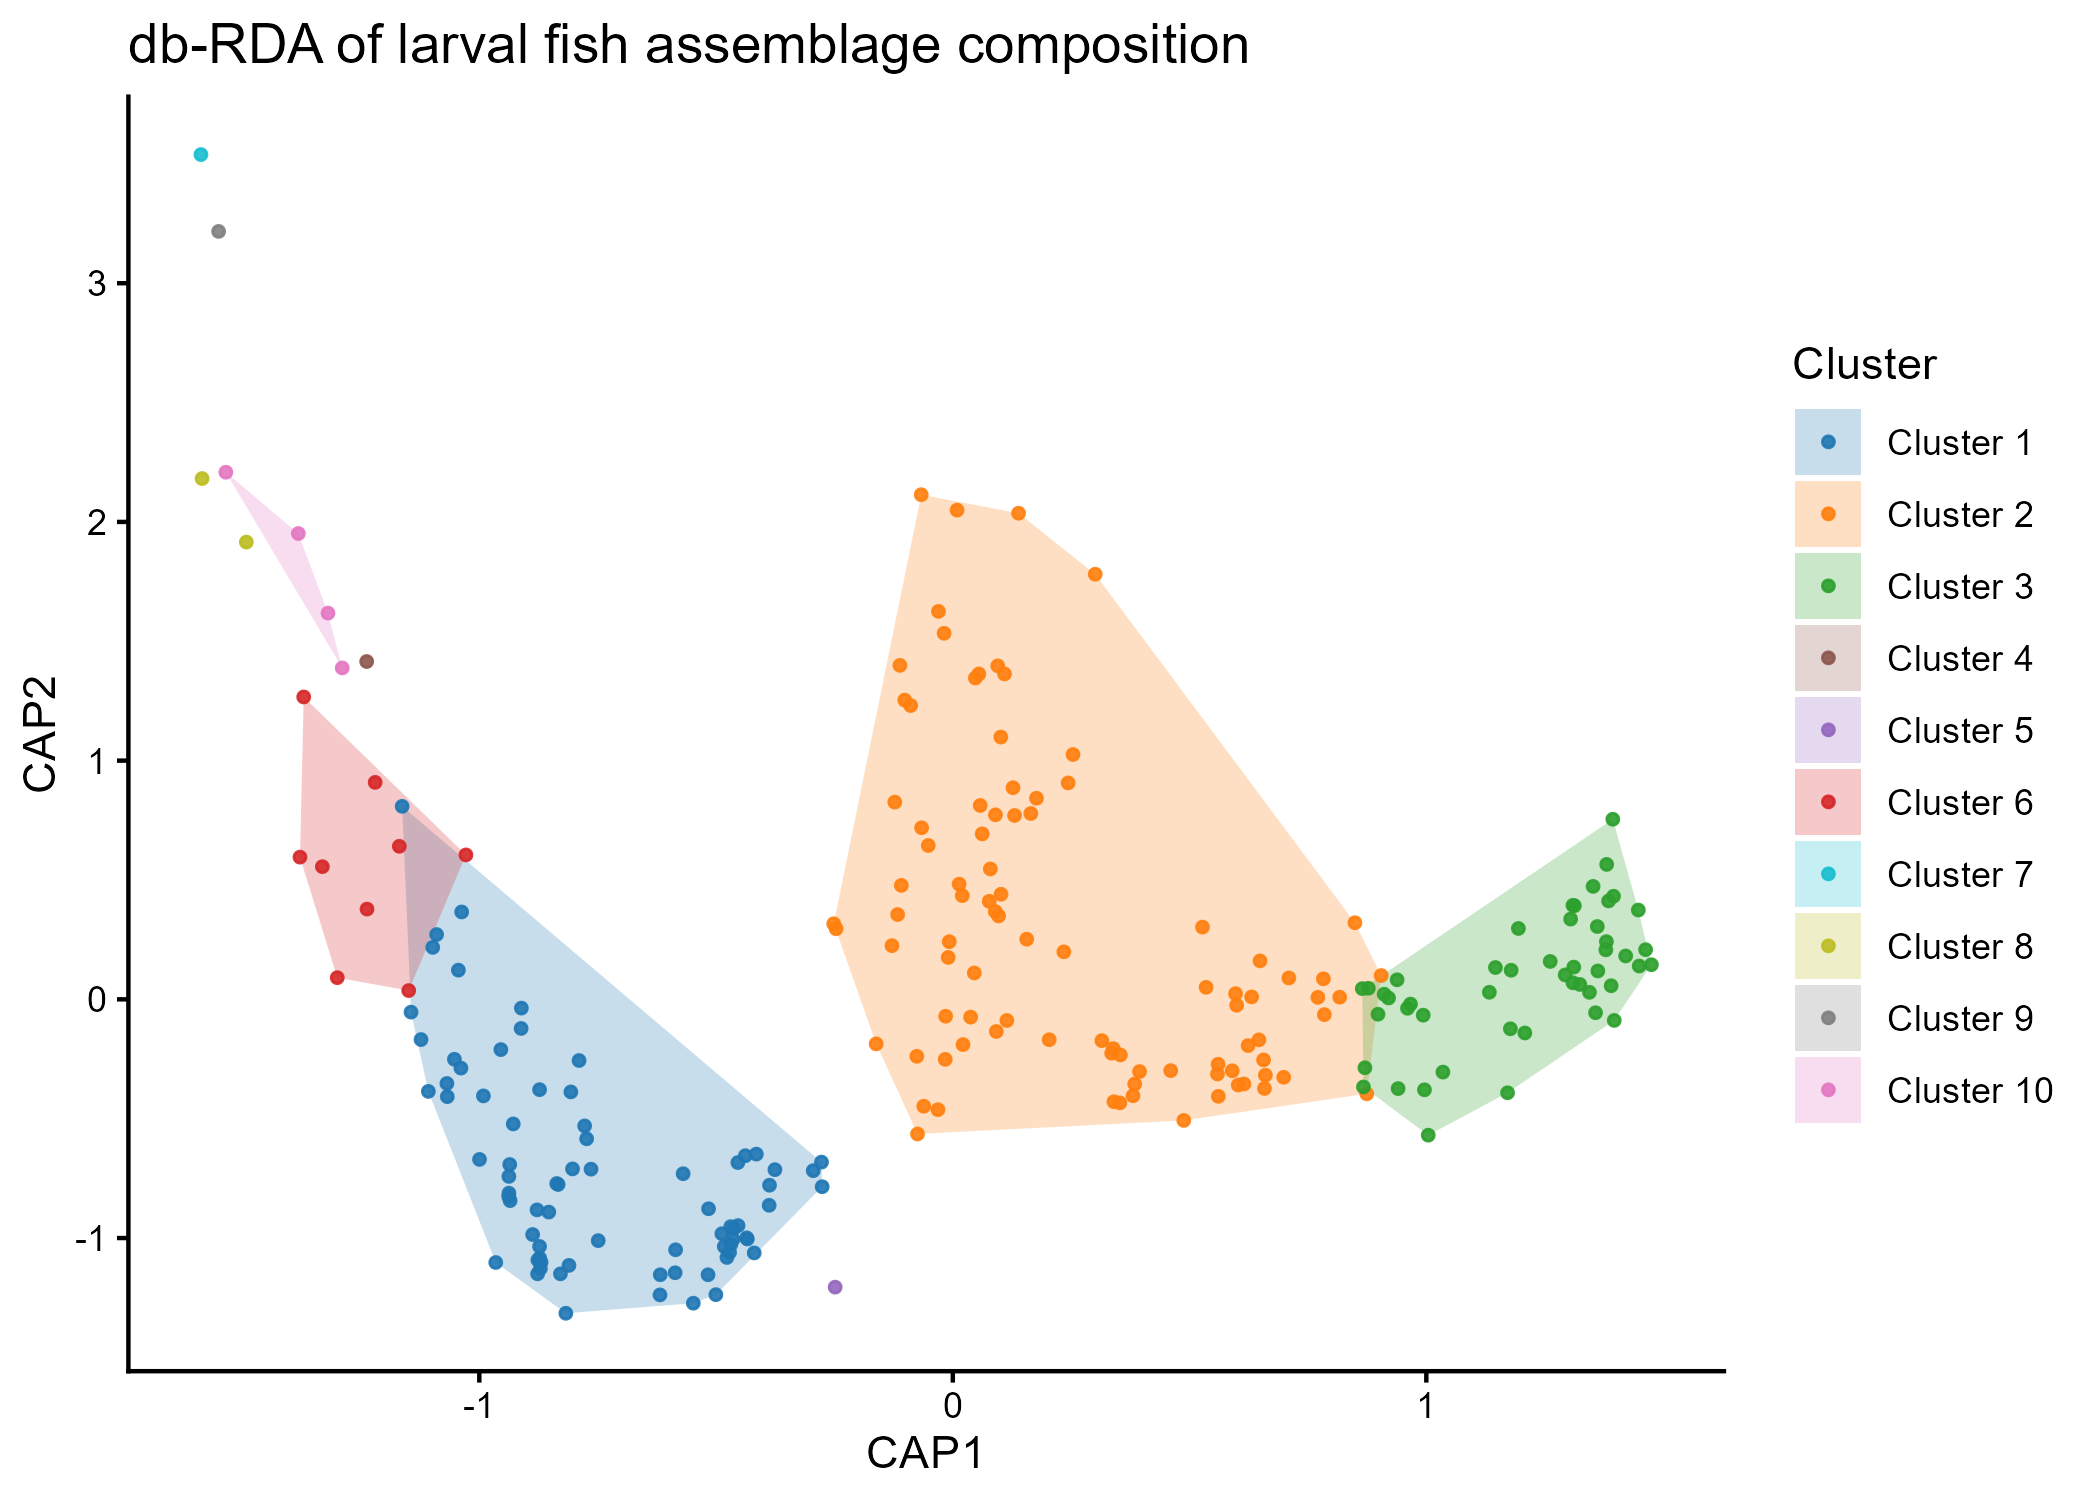 db-RDA of larval fish assemblage composition
3
2
1
0
-1
CAP2
-1
0
1
CAP1
Cluster
Cluster 1
Cluster 2
Cluster 3
Cluster 4
Cluster 5
Cluster 6
Cluster 7
Cluster 8
Cluster 9
Cluster 10